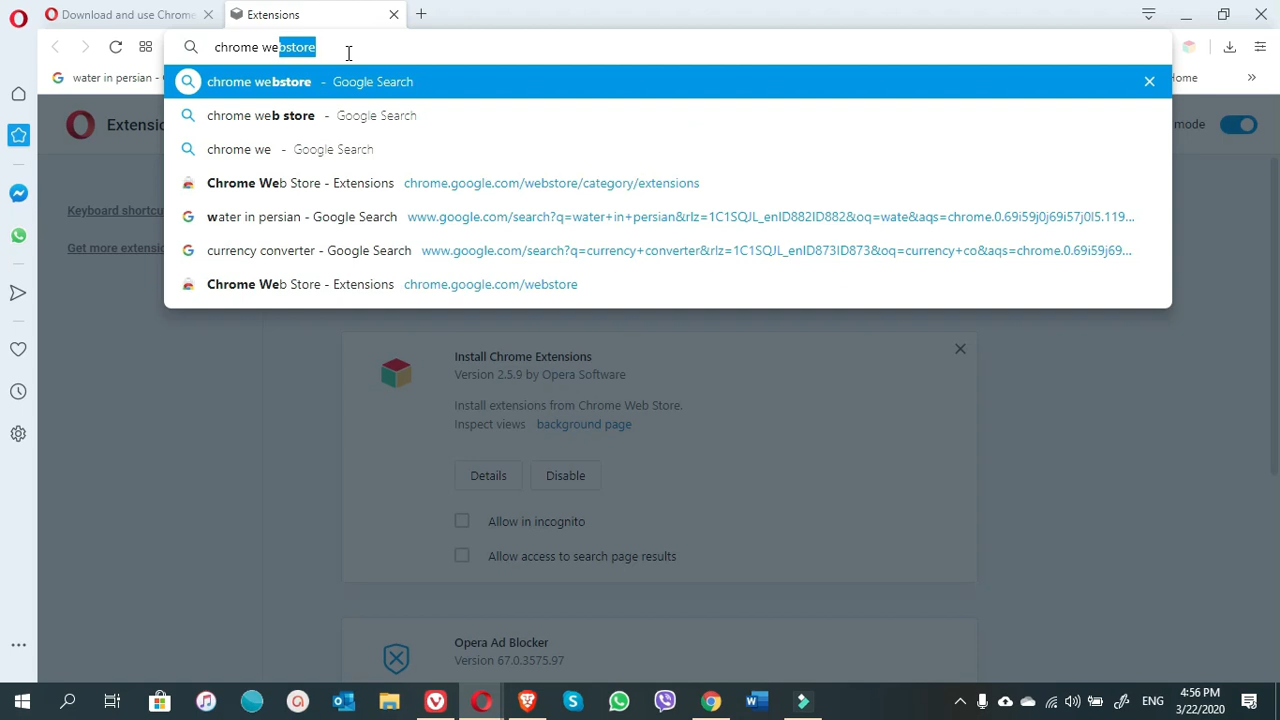 Download and use Chrome
Extensions
chrome webstore
water in persian - G
Home
chrome webstore - Google Search
chrome web store - Google Search
chrome we - Google Search
Chrome Web Store - Extensions chrome.google.com/webstore/category/extensions
water in persian - Google Search www.google.com/search?q=water+in+persian&rlz=1C1SQJL_enID882ID882&oq=wate&aqs=chrome.0.69i59j0j69i57j0l5.119...
currency converter - Google Search www.google.com/search?q=currency+converter&rlz=1C1SQJL_enID873ID873&oq=currency+co&aqs=chrome.0.69i59j69...
Chrome Web Store - Extensions chrome.google.com/webstore
Extension
mode
Keyboard shortcu
Get more extensio
Install Chrome Extensions
Version 2.5.9 by Opera Software
Install extensions from Chrome Web Store.
Inspect views background page
Details Disable
Allow in incognito
Allow access to search page results
Opera Ad Blocker
Version 67.0.3575.97
ENG
4:56 PM
3/22/2020